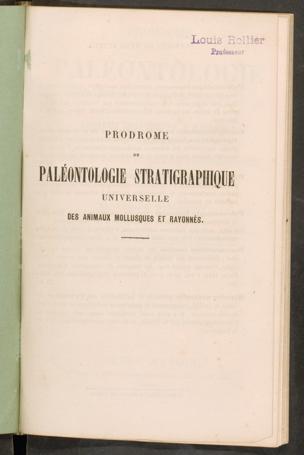 Louis Rollier
Professeur
PRODROME
DE
PALÉONTOLOGIE STRATIGRAPHIQUE
UNIVERSELLE
DES ANIMAUX MOLLUSQUES ET RAYONNÉS.